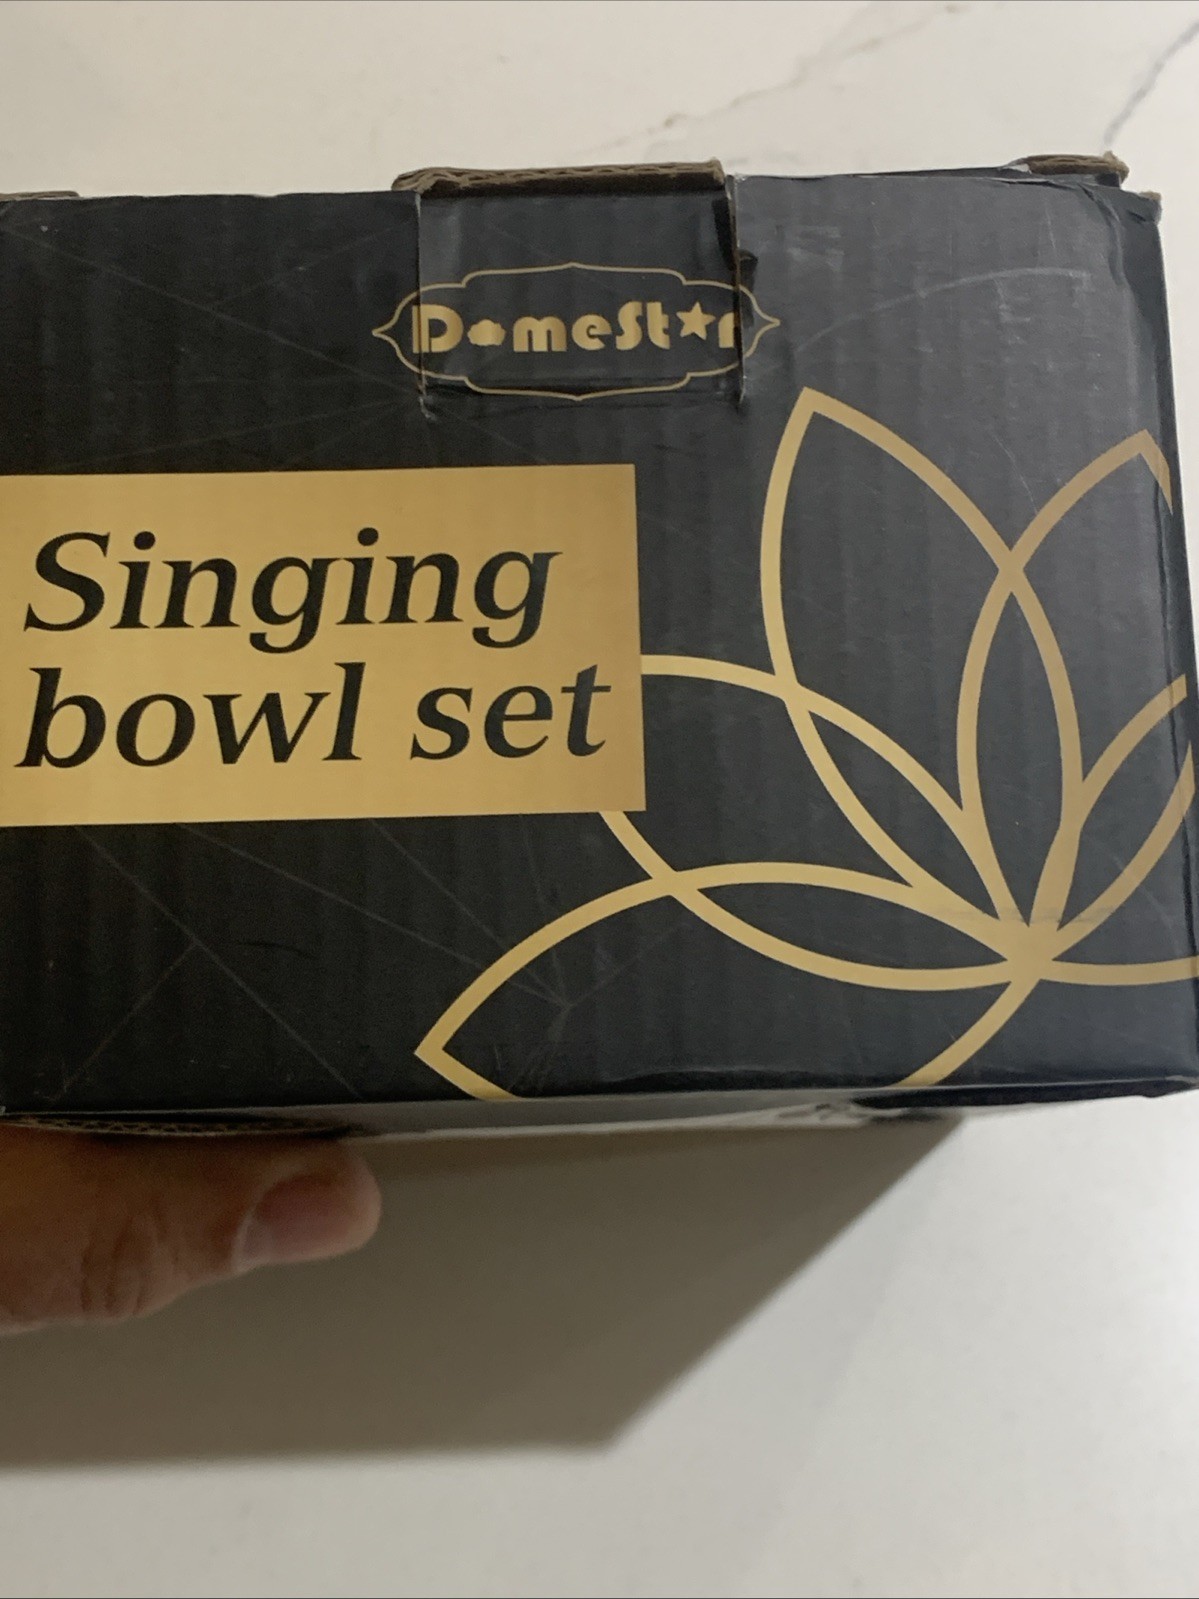 DomeStar
Singing
bowl set